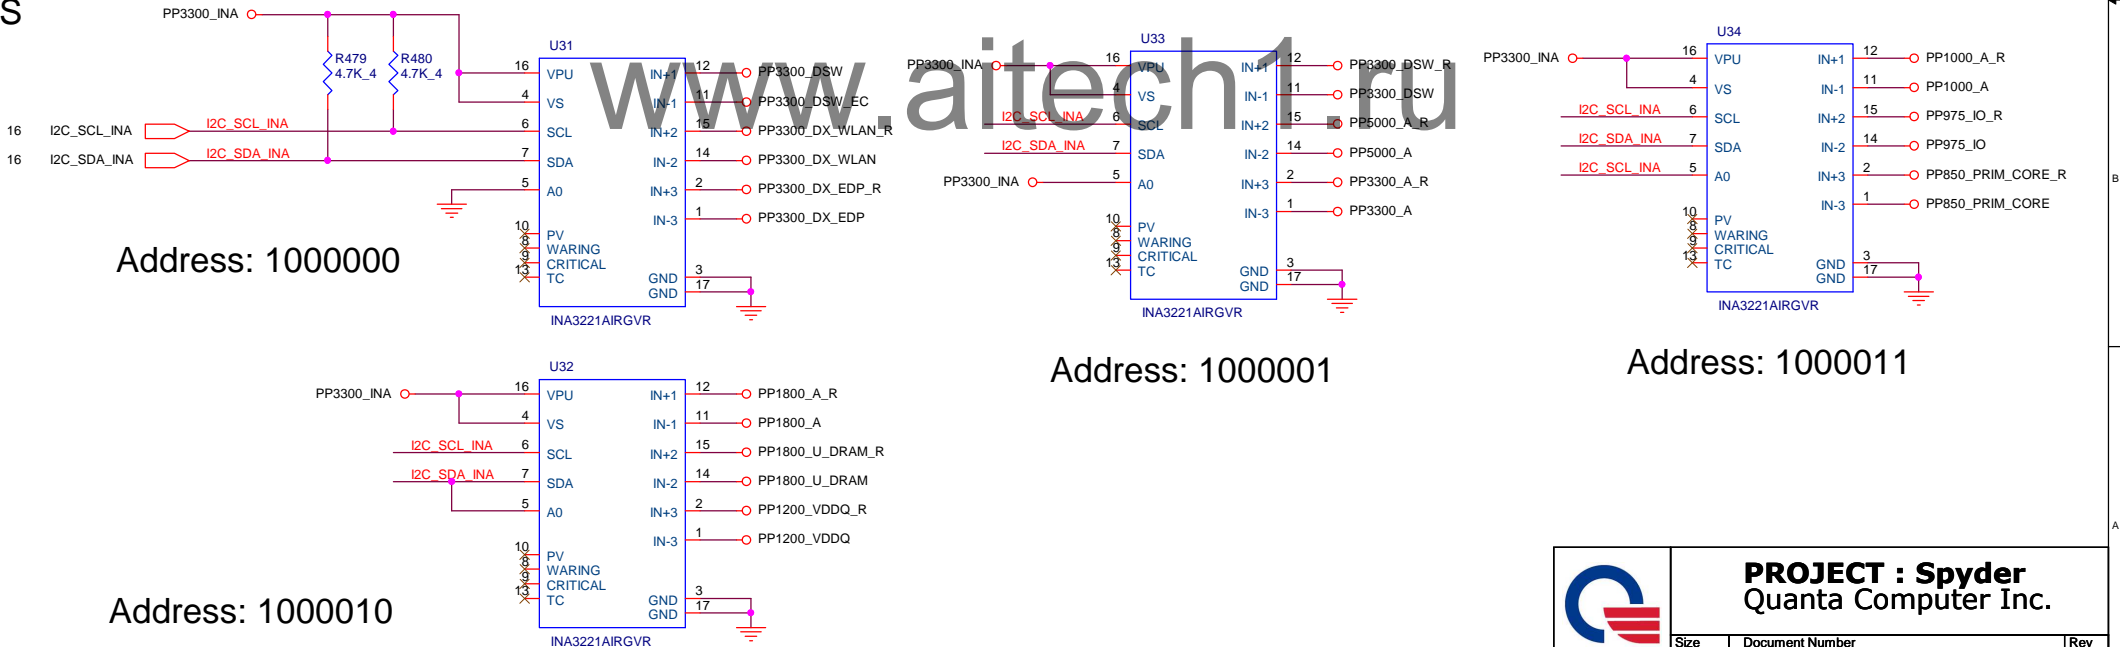 S
PP3300_INA
R479
4.7K_4
R480
4.7K_4
16 I2C_SCL_INA I2C_SCL_INA
16 I2C_SDA_INA I2C_SDA_INA
U31
16 VPU IN+1 12 PP3300_DSW
4 VS IN-1 11 PP3300_DSW_EC
6 SCL IN+2 15 PP3300_DX_WLAN_R
7 SDA IN-2 14 PP3300_DX_WLAN
5 A0 IN+3 2 PP3300_DX_EDP_R
IN-3 1 PP3300_DX_EDP
10 PV
8 WARING
9 CRITICAL
13 TC
GND 3
GND 17
INA3221AIRGVR
Address: 1000000
www.aitech1.ru
U33
PP3300_INA 16 VPU IN+1 12 PP3300_DSW_R
4 VS IN-1 11 PP3300_DSW
I2C_SCL_INA 6 SCL IN+2 15 PP5000_A_R
I2C_SDA_INA 7 SDA IN-2 14 PP5000_A
PP3300_INA 5 A0 IN+3 2 PP3300_A_R
IN-3 1 PP3300_A
10 PV
8 WARING
9 CRITICAL
13 TC
GND 3
GND 17
INA3221AIRGVR
Address: 1000001
U34
PP3300_INA 16 VPU IN+1 12 PP1000_A_R
4 VS IN-1 11 PP1000_A
I2C_SCL_INA 6 SCL IN+2 15 PP975_IO_R
I2C_SDA_INA 7 SDA IN-2 14 PP975_IO
I2C_SCL_INA 5 A0 IN+3 2 PP850_PRIM_CORE_R
IN-3 1 PP850_PRIM_CORE
10 PV
8 WARING
9 CRITICAL
13 TC
GND 3
GND 17
INA3221AIRGVR
Address: 1000011
U32
PP3300_INA 16 VPU IN+1 12 PP1800_A_R
4 VS IN-1 11 PP1800_A
I2C_SCL_INA 6 SCL IN+2 15 PP1800_U_DRAM_R
I2C_SDA_INA 7 SDA IN-2 14 PP1800_U_DRAM
5 A0 IN+3 2 PP1200_VDDQ_R
IN-3 1 PP1200_VDDQ
10 PV
8 WARING
9 CRITICAL
13 TC
GND 3
GND 17
INA3221AIRGVR
Address: 1000010
B
A
PROJECT : Spyder
Quanta Computer Inc.
Size Document Number Rev